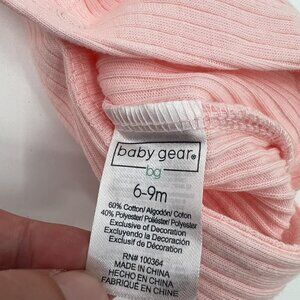 baby gear®
bg
6-9m
60% Cotton/Algodón/Coton
40% Polyester/Poliéster/Polyester
Exclusive of Decoration
Excluyendo la Decoración
Exclusif de Décoration
RN# 100364
MADE IN CHINA
HECHO EN CHINA
FABRIQUÉ EN CHINE